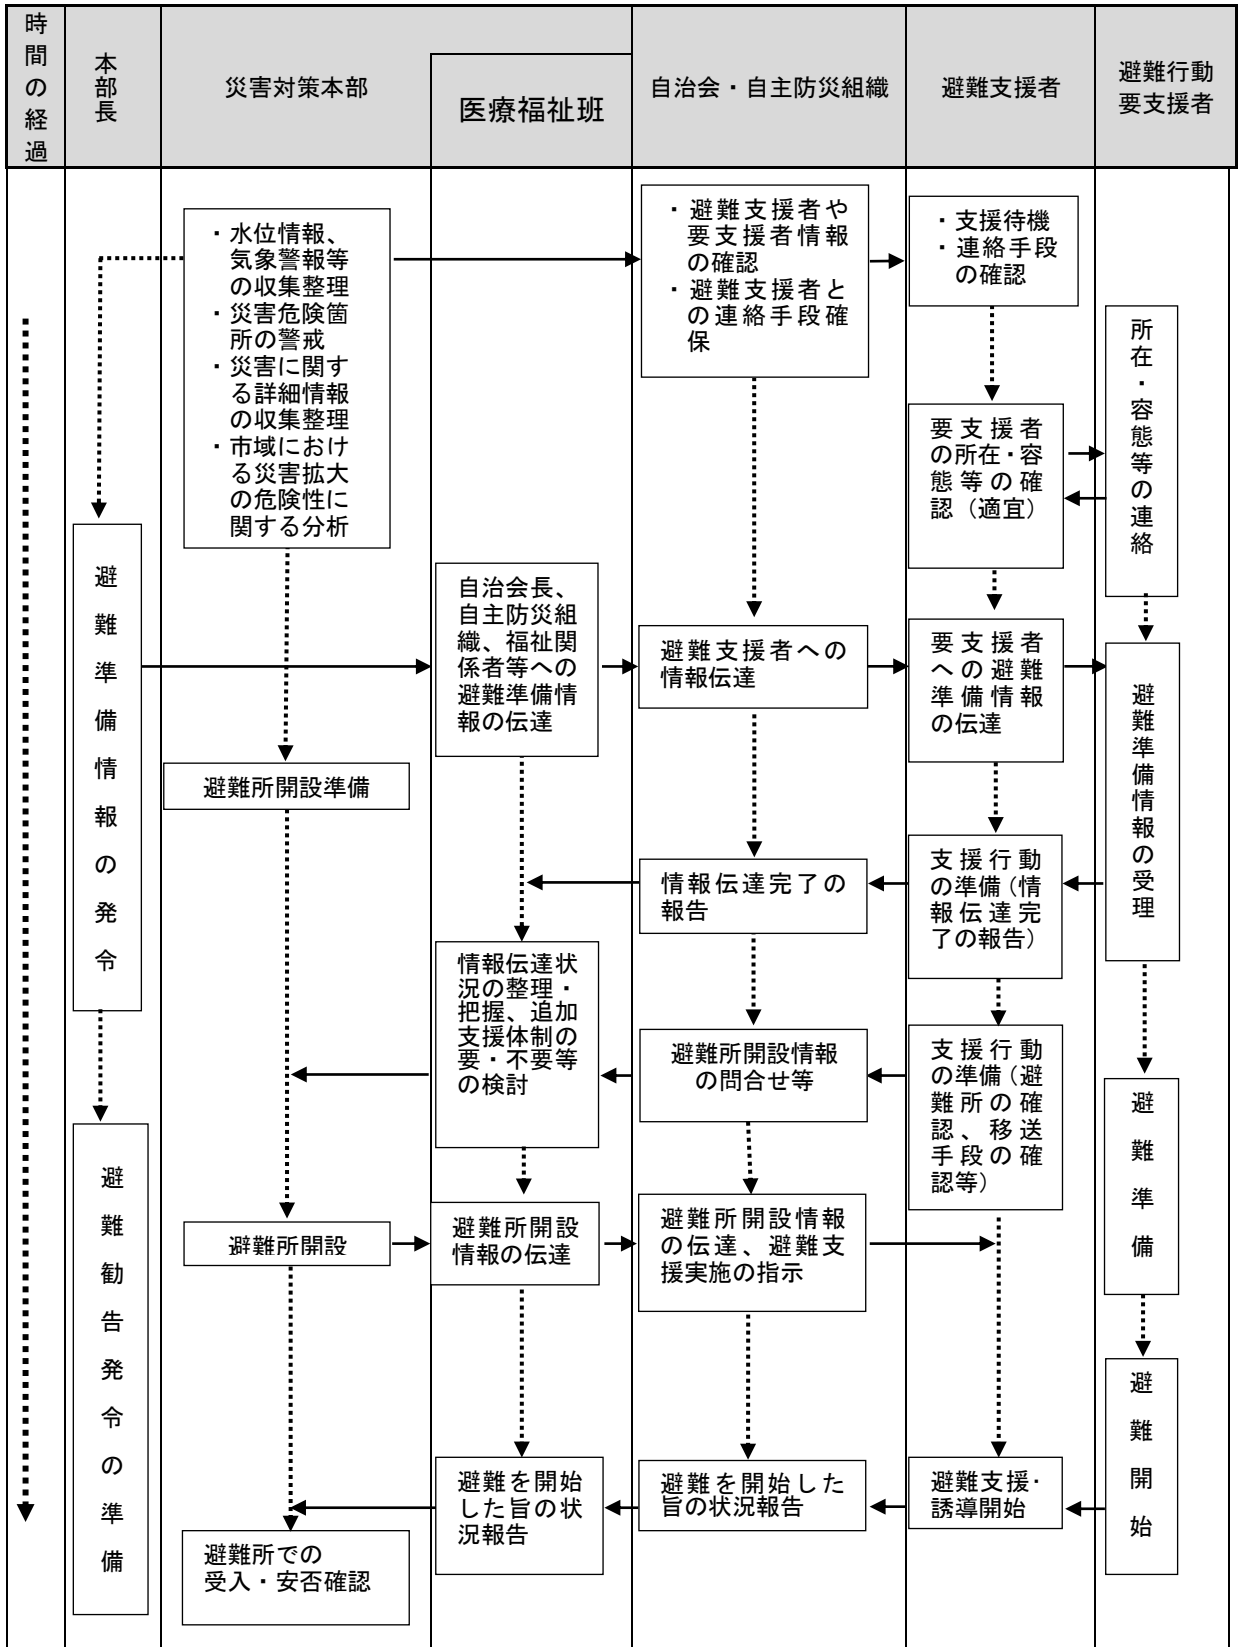 時間の経過
本部長
災害対策本部
医療福祉班
自治会・自主防災組織
避難支援者
避難行動
要支援者
・水位情報、
気象警報等
の収集整理
・災害危険箇
所の警戒
・災害に関す
る詳細情報
の収集整理
・市域におけ
る災害拡大
の危険性に
関する分析
・避難支援者や
要支援者情報
の確認
・避難支援者と
の連絡手段確
保
・支援待機
・連絡手段
の確認
所在・容態等の連絡
要支援者
の所在・容
態等の確
認（適宜）
避難準備情報の発令
自治会長、
自主防災組
織、福祉関
係者等への
避難準備情
報の伝達
避難支援者への
情報伝達
要支援者
への避難
準備情報
の伝達
避難準備情報の受理
避難所開設準備
情報伝達完了の
報告
支援行動
の準備（情
報伝達完
了の報告）
情報伝達状
況の整理・
把握、追加
支援体制の
要・不要等
の検討
避難所開設情報
の問合せ等
支援行動
の準備（避
難所の確
認、移送
手段の確
認等）
避難準備
避難勧告発令の準備
避難所開設
避難所開設
情報の伝達
避難所開設情報
の伝達、避難支
援実施の指示
避難開始
避難を開始
した旨の状
況報告
避難を開始した
旨の状況報告
避難支援・
誘導開始
避難所での
受入・安否確認